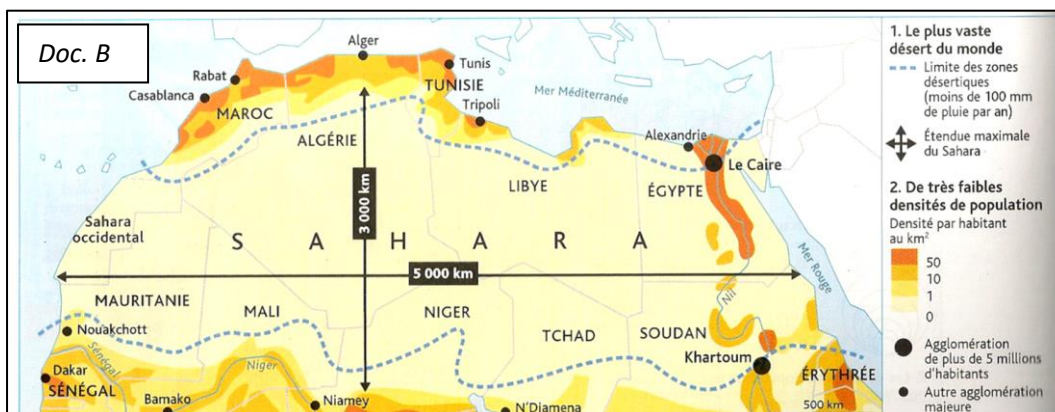 Doc. B
Alger
Tunis
Rabat
TUNISIE
Casablanca
Mer Méditerranée
MAROC
Tripoli
ALGÉRIE
Alexandrie
Le Caire
LIBYE
ÉGYPTE
3 000 km
Sahara
occidental
S A H A R A
5 000 km
Mer Rouge
MAURITANIE
MALI
NIGER
Nil
Nouakchott
TCHAD
SOUDAN
Khartoum
Sénégal
Niger
Dakar
SÉNÉGAL
ÉRYTHRÉE
Bamako
Niamey
N'Djamena
500 km
1. Le plus vaste
désert du monde
Limite des zones
désertiques
(moins de 100 mm
de pluie par an)
Étendue maximale
du Sahara
2. De très faibles
densités de population
Densité par habitant
au km²
50
10
1
0
Agglomération
de plus de 5 millions
d'habitants
Autre agglomération
majeure